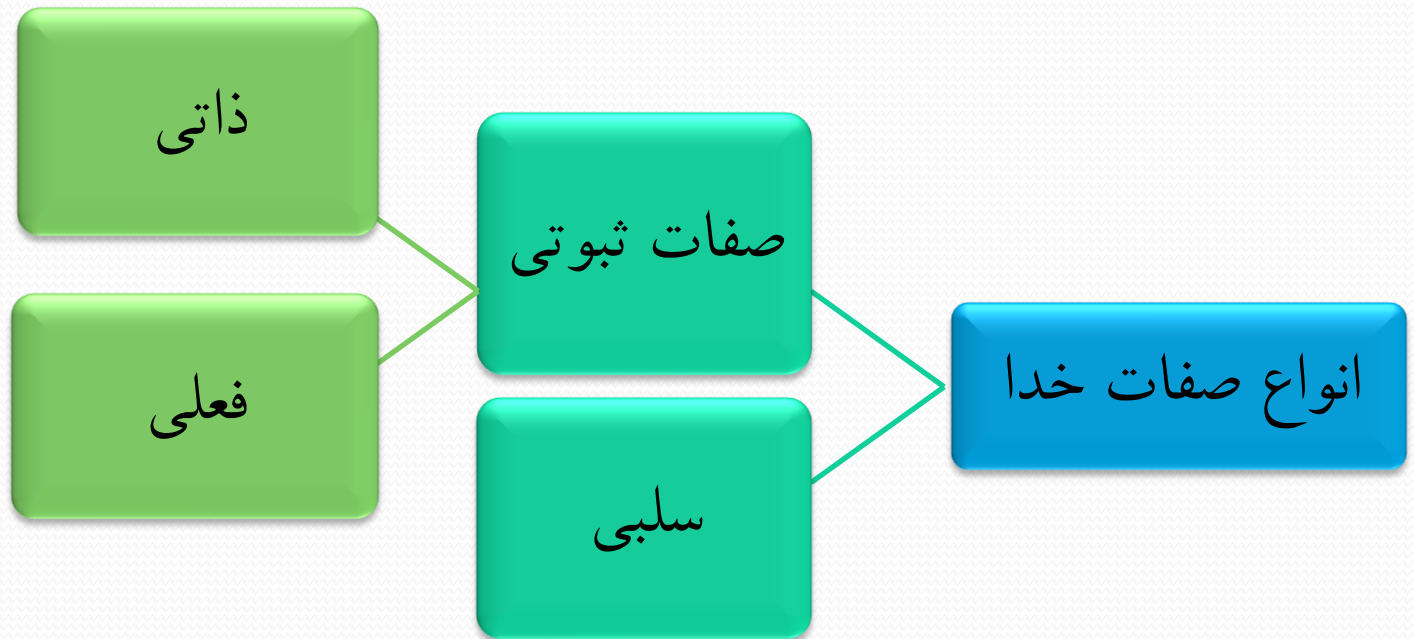 انواع صفات خدا
صفات ثبوتی
سلبی
ذاتی
فعلی